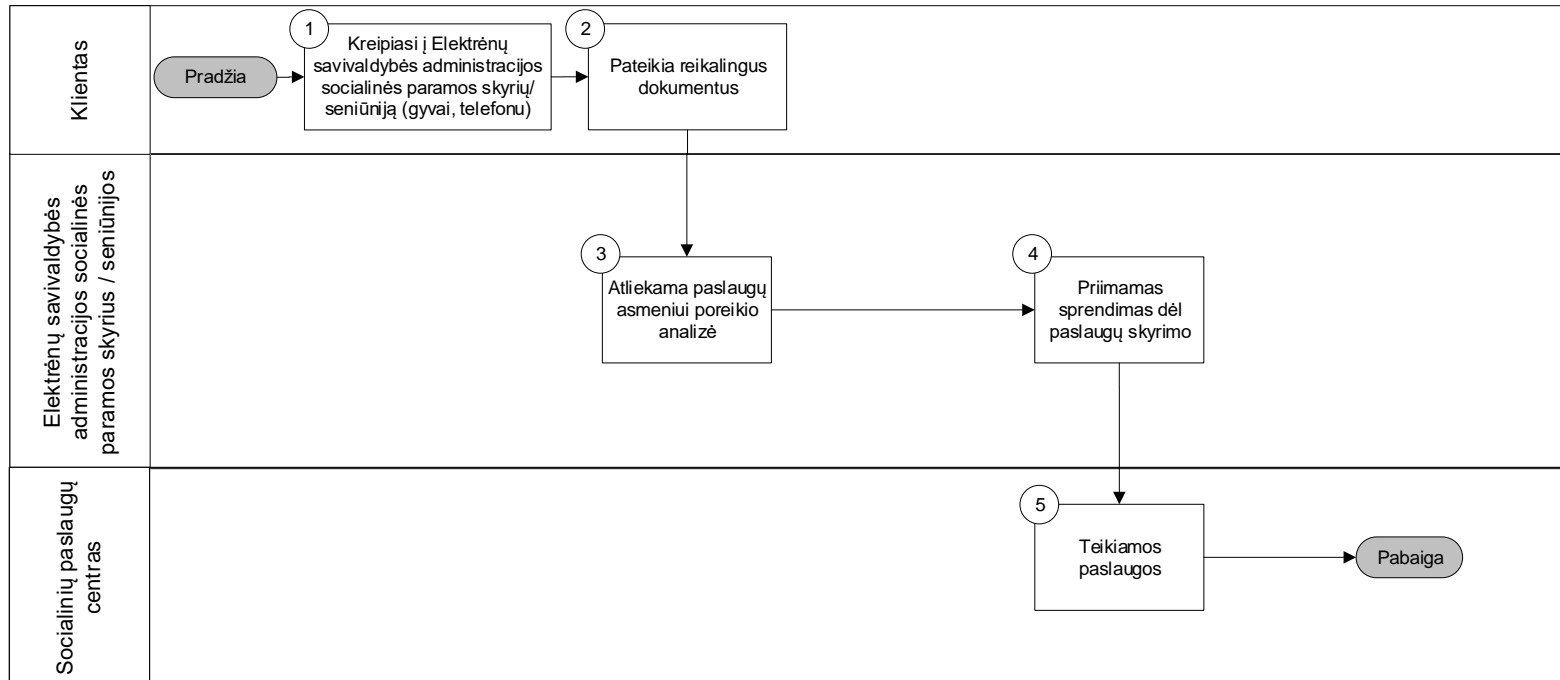 Klientas
Pradžia
1
Kreipiasi į Elektrėnų
savivaldybės administracijos
socialinės paramos skyrių/
seniūniją (gyvai, telefonu)
2
Pateikia reikalingus
dokumentus
Elektrėnų savivaldybės
administracijos socialinės
paramos skyrius / seniūnijos
3
Atliekama paslaugų
asmeniui poreikio
analizė
4
Priimamas
sprendimas dėl
paslaugų skyrimo
Socialinių paslaugų
centras
5
Teikiamos
paslaugos
Pabaiga